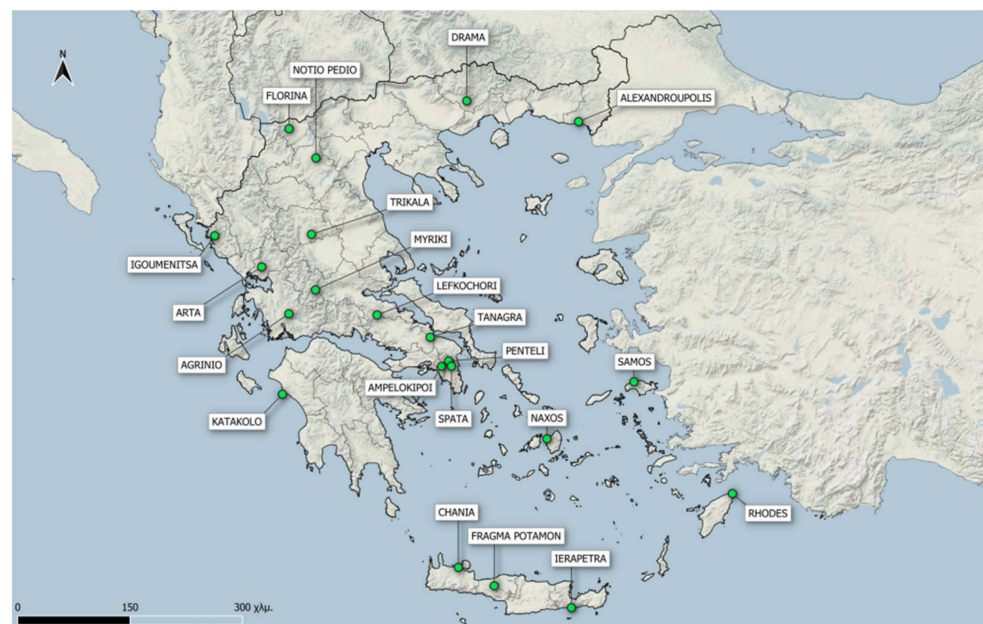 DRAMA
N
NOTIO PEDIO
FLORINA
ALEXANDROUPOLIS
TRIKALA
MYRIKI
IGOUMENITSA
LEFKOCHORI
ARTA
TANAGRA
PENTELI
SAMOS
AGRINIO
AMPELOKIPOI
KATAKOLO
SPATA
NAXOS
CHANIA
RHODES
FRAGMA POTAMON
IERAPETRA
0 150 300 χλμ.